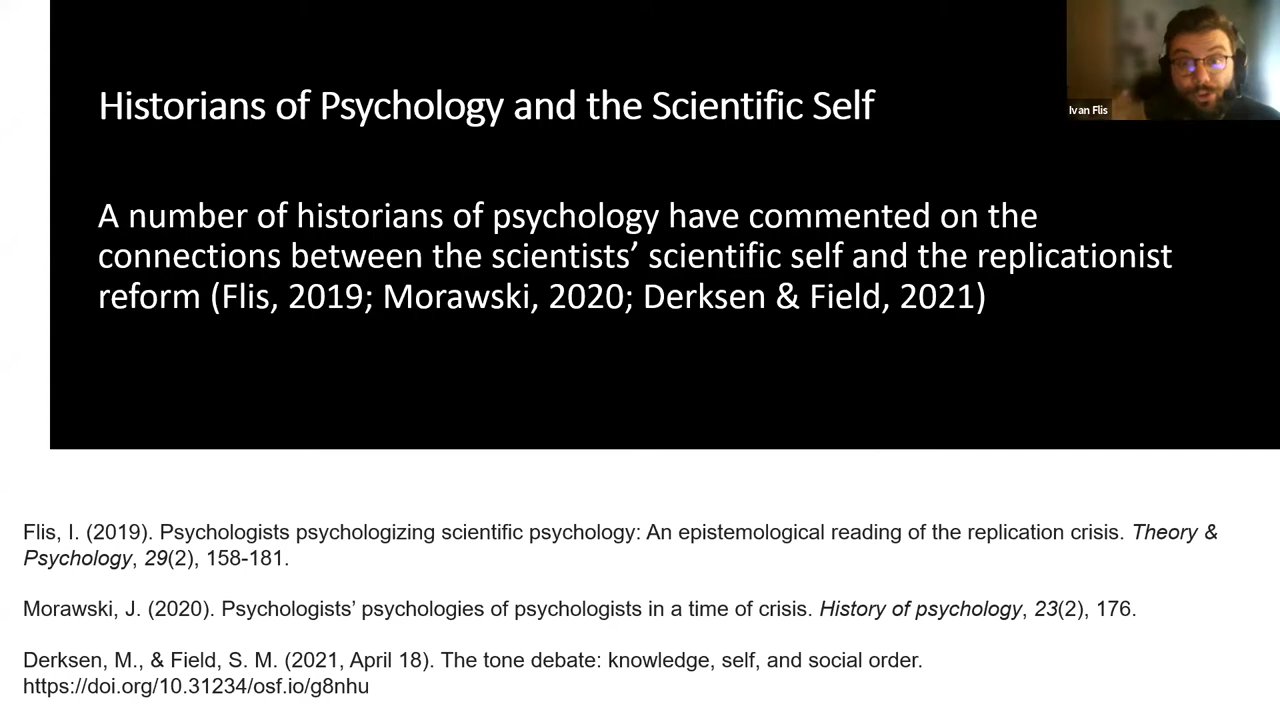 Historians of Psychology and the Scientific Self
Ivan Flis
A number of historians of psychology have commented on the
connections between the scientists’ scientific self and the replicationist
reform (Flis, 2019; Morawski, 2020; Derksen & Field, 2021)
Flis, I. (2019). Psychologists psychologizing scientific psychology: An epistemological reading of the replication crisis. Theory &
Psychology, 29(2), 158-181.
Morawski, J. (2020). Psychologists’ psychologies of psychologists in a time of crisis. History of psychology, 23(2), 176.
Derksen, M., & Field, S. M. (2021, April 18). The tone debate: knowledge, self, and social order.
https://doi.org/10.31234/osf.io/g8nhu